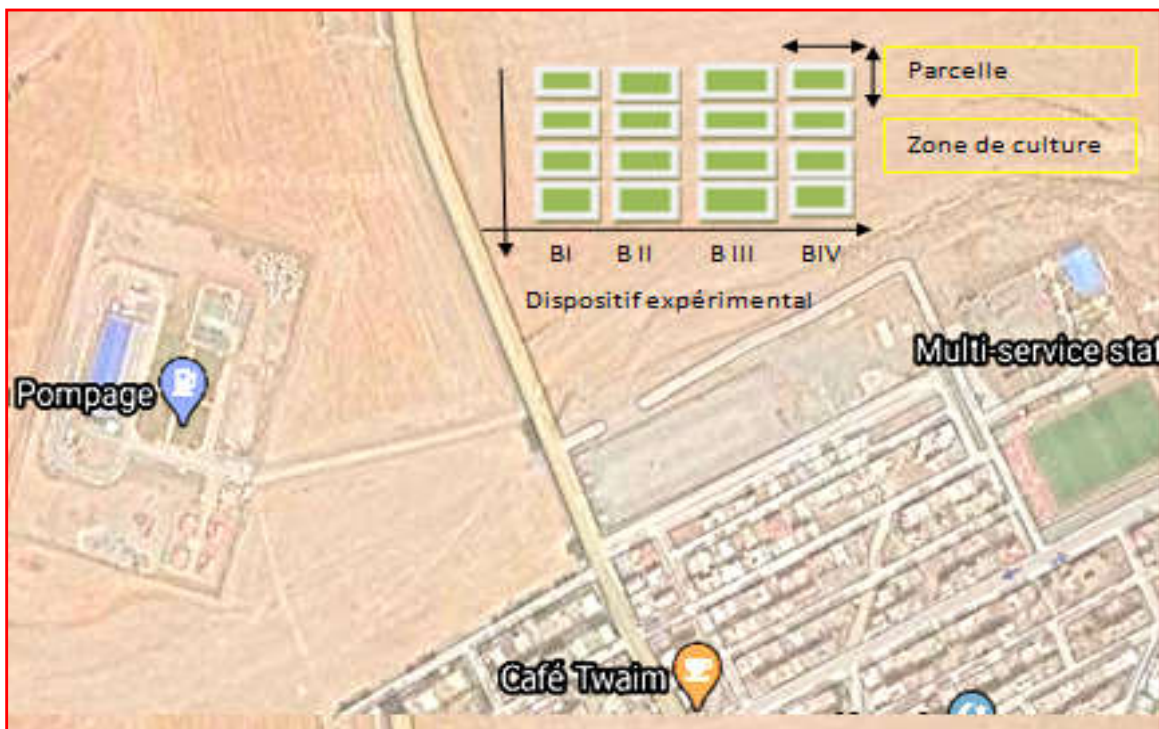 Parcelle
Zone de culture
BI B II B III BIV
Dispositif expérimental
Multi-service stat
Pompage
Café Twaim